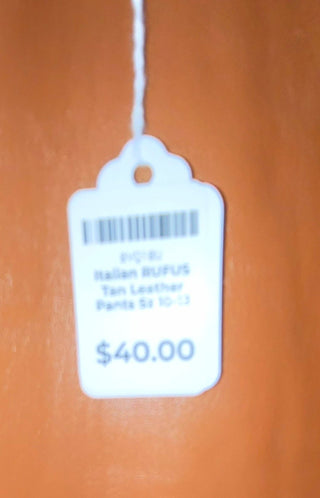 Italian RUFUS
Tan Leather
Pants Sz
$40.00